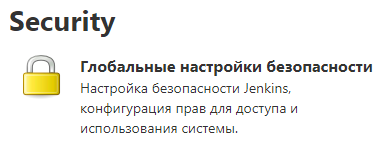 Security
Глобальные настройки безопасности
Настройка безопасности Jenkins,
конфигурация прав для доступа и
использования системы.